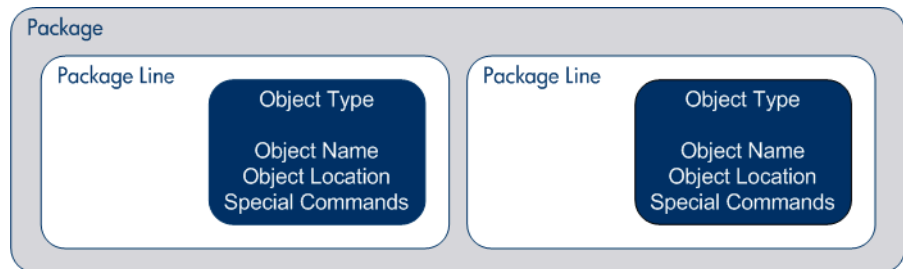 Package
Package Line
Object Type
Object Name
Object Location
Special Commands
Package Line
Object Type
Object Name
Object Location
Special Commands